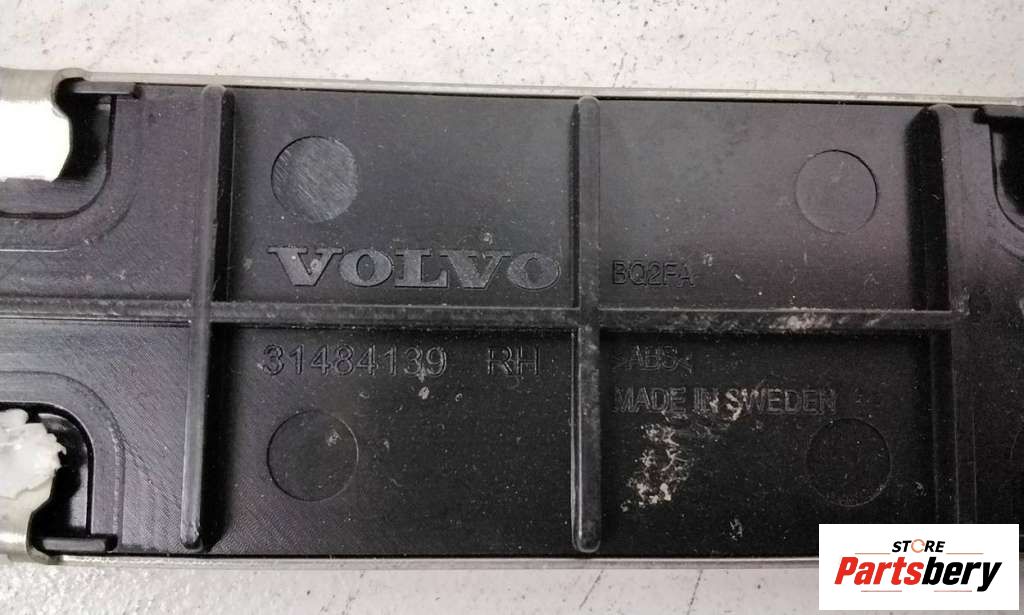 VOLVO
BQ2FA
31484139 RH
>ABS<
MADE IN SWEDEN
STORE
Partsbery